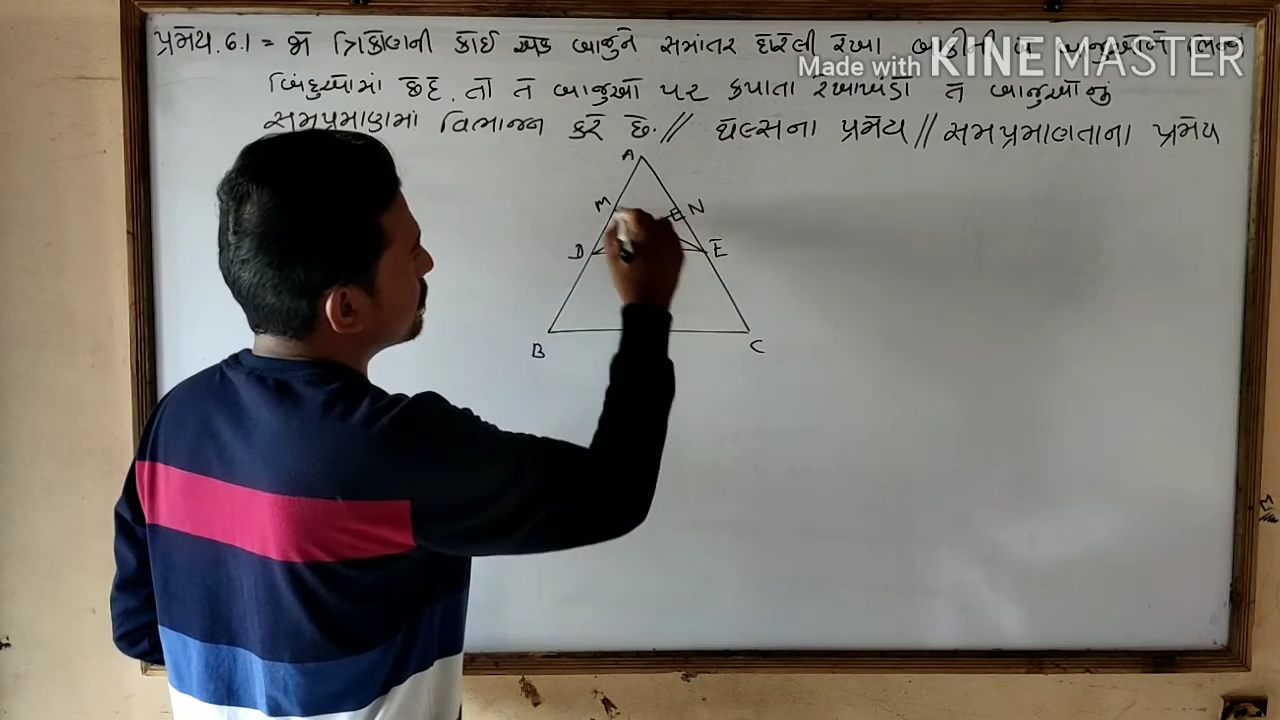 પ્રમેય. 6.1 = જો ત્રિકોણની કોઈ એક બાજુને સમાંતર દોરેલી રેખા બાકીની બે બાજુઓને ભિન્ન
Made with KINEMASTER
બિંદુઓમાં છેદે. તો તે બાજુઓ પર કપાતા રેખાખંડો તે બાજુઓનુ
સમપ્રમાણમાં વિભાજન કરે છે. // થેલ્સના પ્રમેય // સમપ્રમાણતાના પ્રમેય
A
M N
D E
B C